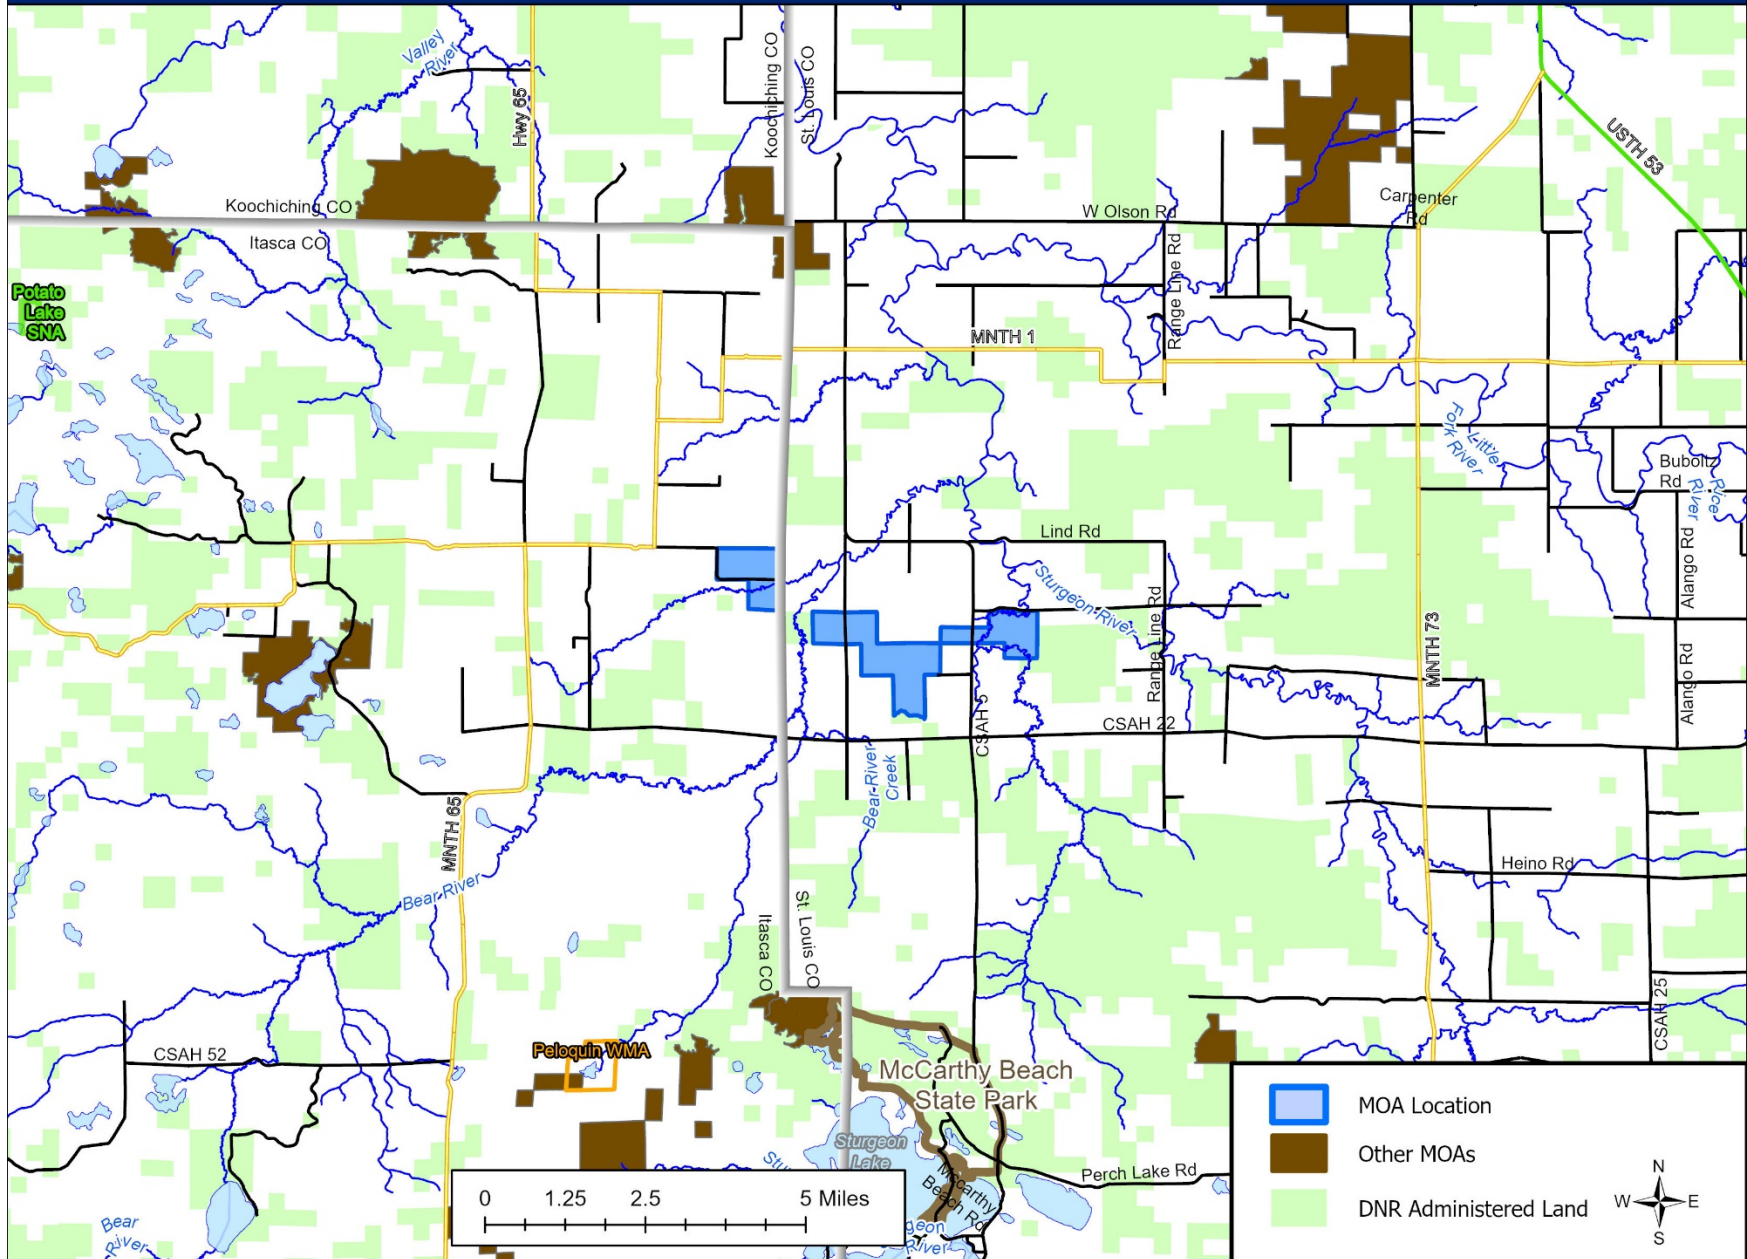 Valley
River
Hwy 65
Koochiching CO
St. Louis CO
USTH 53
Koochiching CO
Itasca CO
W Olson Rd
Carpenter
Rd
Range Line Rd
Potato
Lake
SNA
MNTH 1
Little
Fork River
Buboltz
Rd
Rice
River
Lind Rd
Alango Rd
Sturgeon River
Range Line Rd
MNTH 73
Alango Rd
CSAH 5
CSAH 22
Bear River
Creek
MNTH 65
Heino Rd
Bear River
Itasca CO
St. Louis CO
CSAH 25
CSAH 52
Peloquin WMA
McCarthy Beach
State Park
Sturgeon
Lake
Perch Lake Rd
Mccarthy
Beach Rd
River
Bear
River
0 1.25 2.5 5 Miles
MOA Location
Other MOAs
DNR Administered Land
N
W E
S